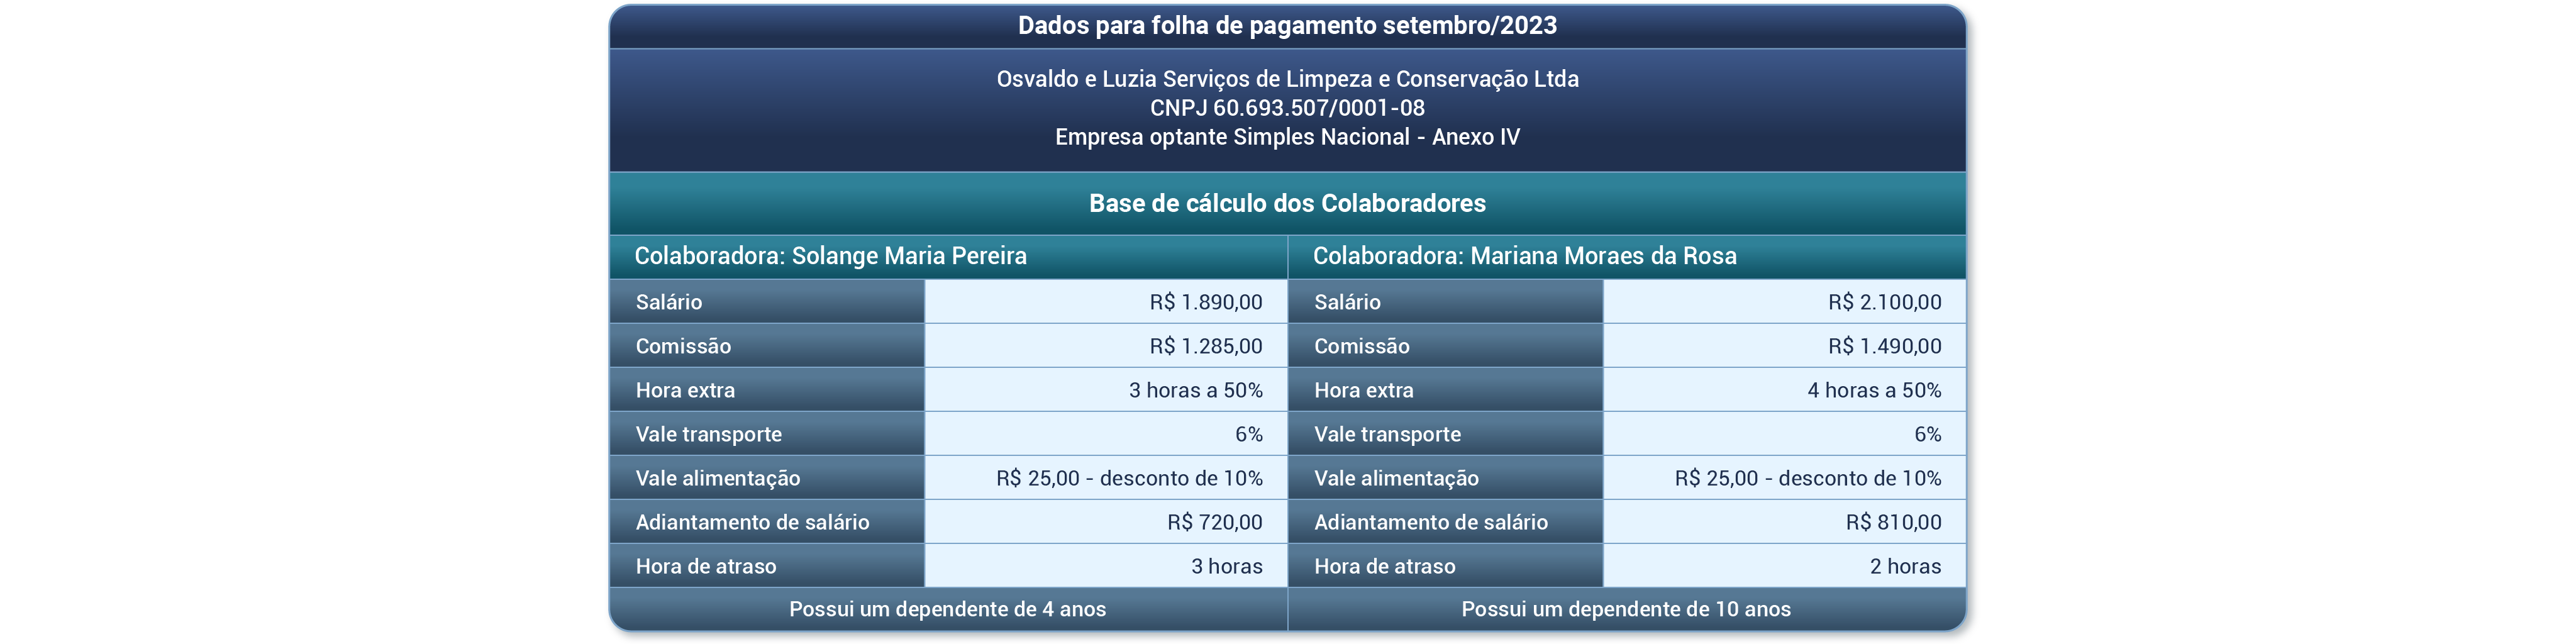 Dados para folha de pagamento setembro/2023
Osvaldo e Luzia Serviços de Limpeza e Conservação Ltda
CNPJ 60.693.507/0001-08
Empresa optante Simples Nacional - Anexo IV
Base de cálculo dos Colaboradores
Colaboradora: Solange Maria Pereira Colaboradora: Mariana Moraes da Rosa
Salário R$ 1.890,00 Salário R$ 2.100,00
Comissão R$ 1.285,00 Comissão R$ 1.490,00
Hora extra 3 horas a 50% Hora extra 4 horas a 50%
Vale transporte 6% Vale transporte 6%
Vale alimentação R$ 25,00 - desconto de 10% Vale alimentação R$ 25,00 - desconto de 10%
Adiantamento de salário R$ 720,00 Adiantamento de salário R$ 810,00
Hora de atraso 3 horas Hora de atraso 2 horas
Possui um dependente de 4 anos Possui um dependente de 10 anos